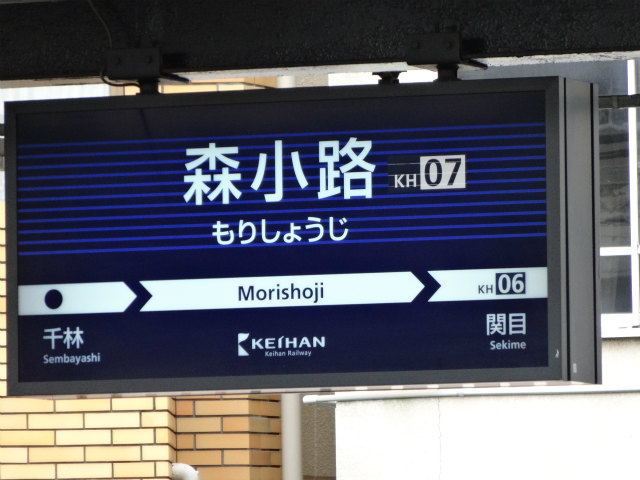 森小路 KH 07
もりしょうじ
Morishoji
KH 06
千林
Sembayashi
KEIHAN
Keihan Railway
関目
Sekime